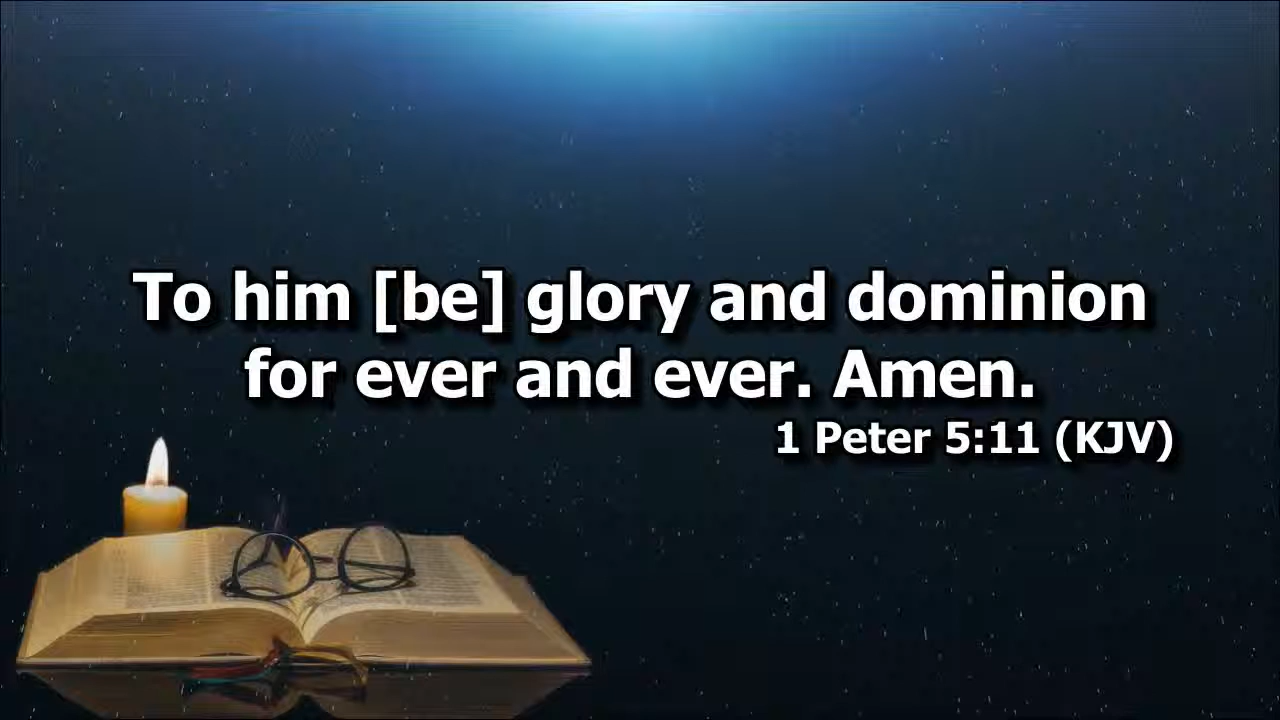 To him [be] glory and dominion
for ever and ever. Amen.
1 Peter 5:11 (KJV)